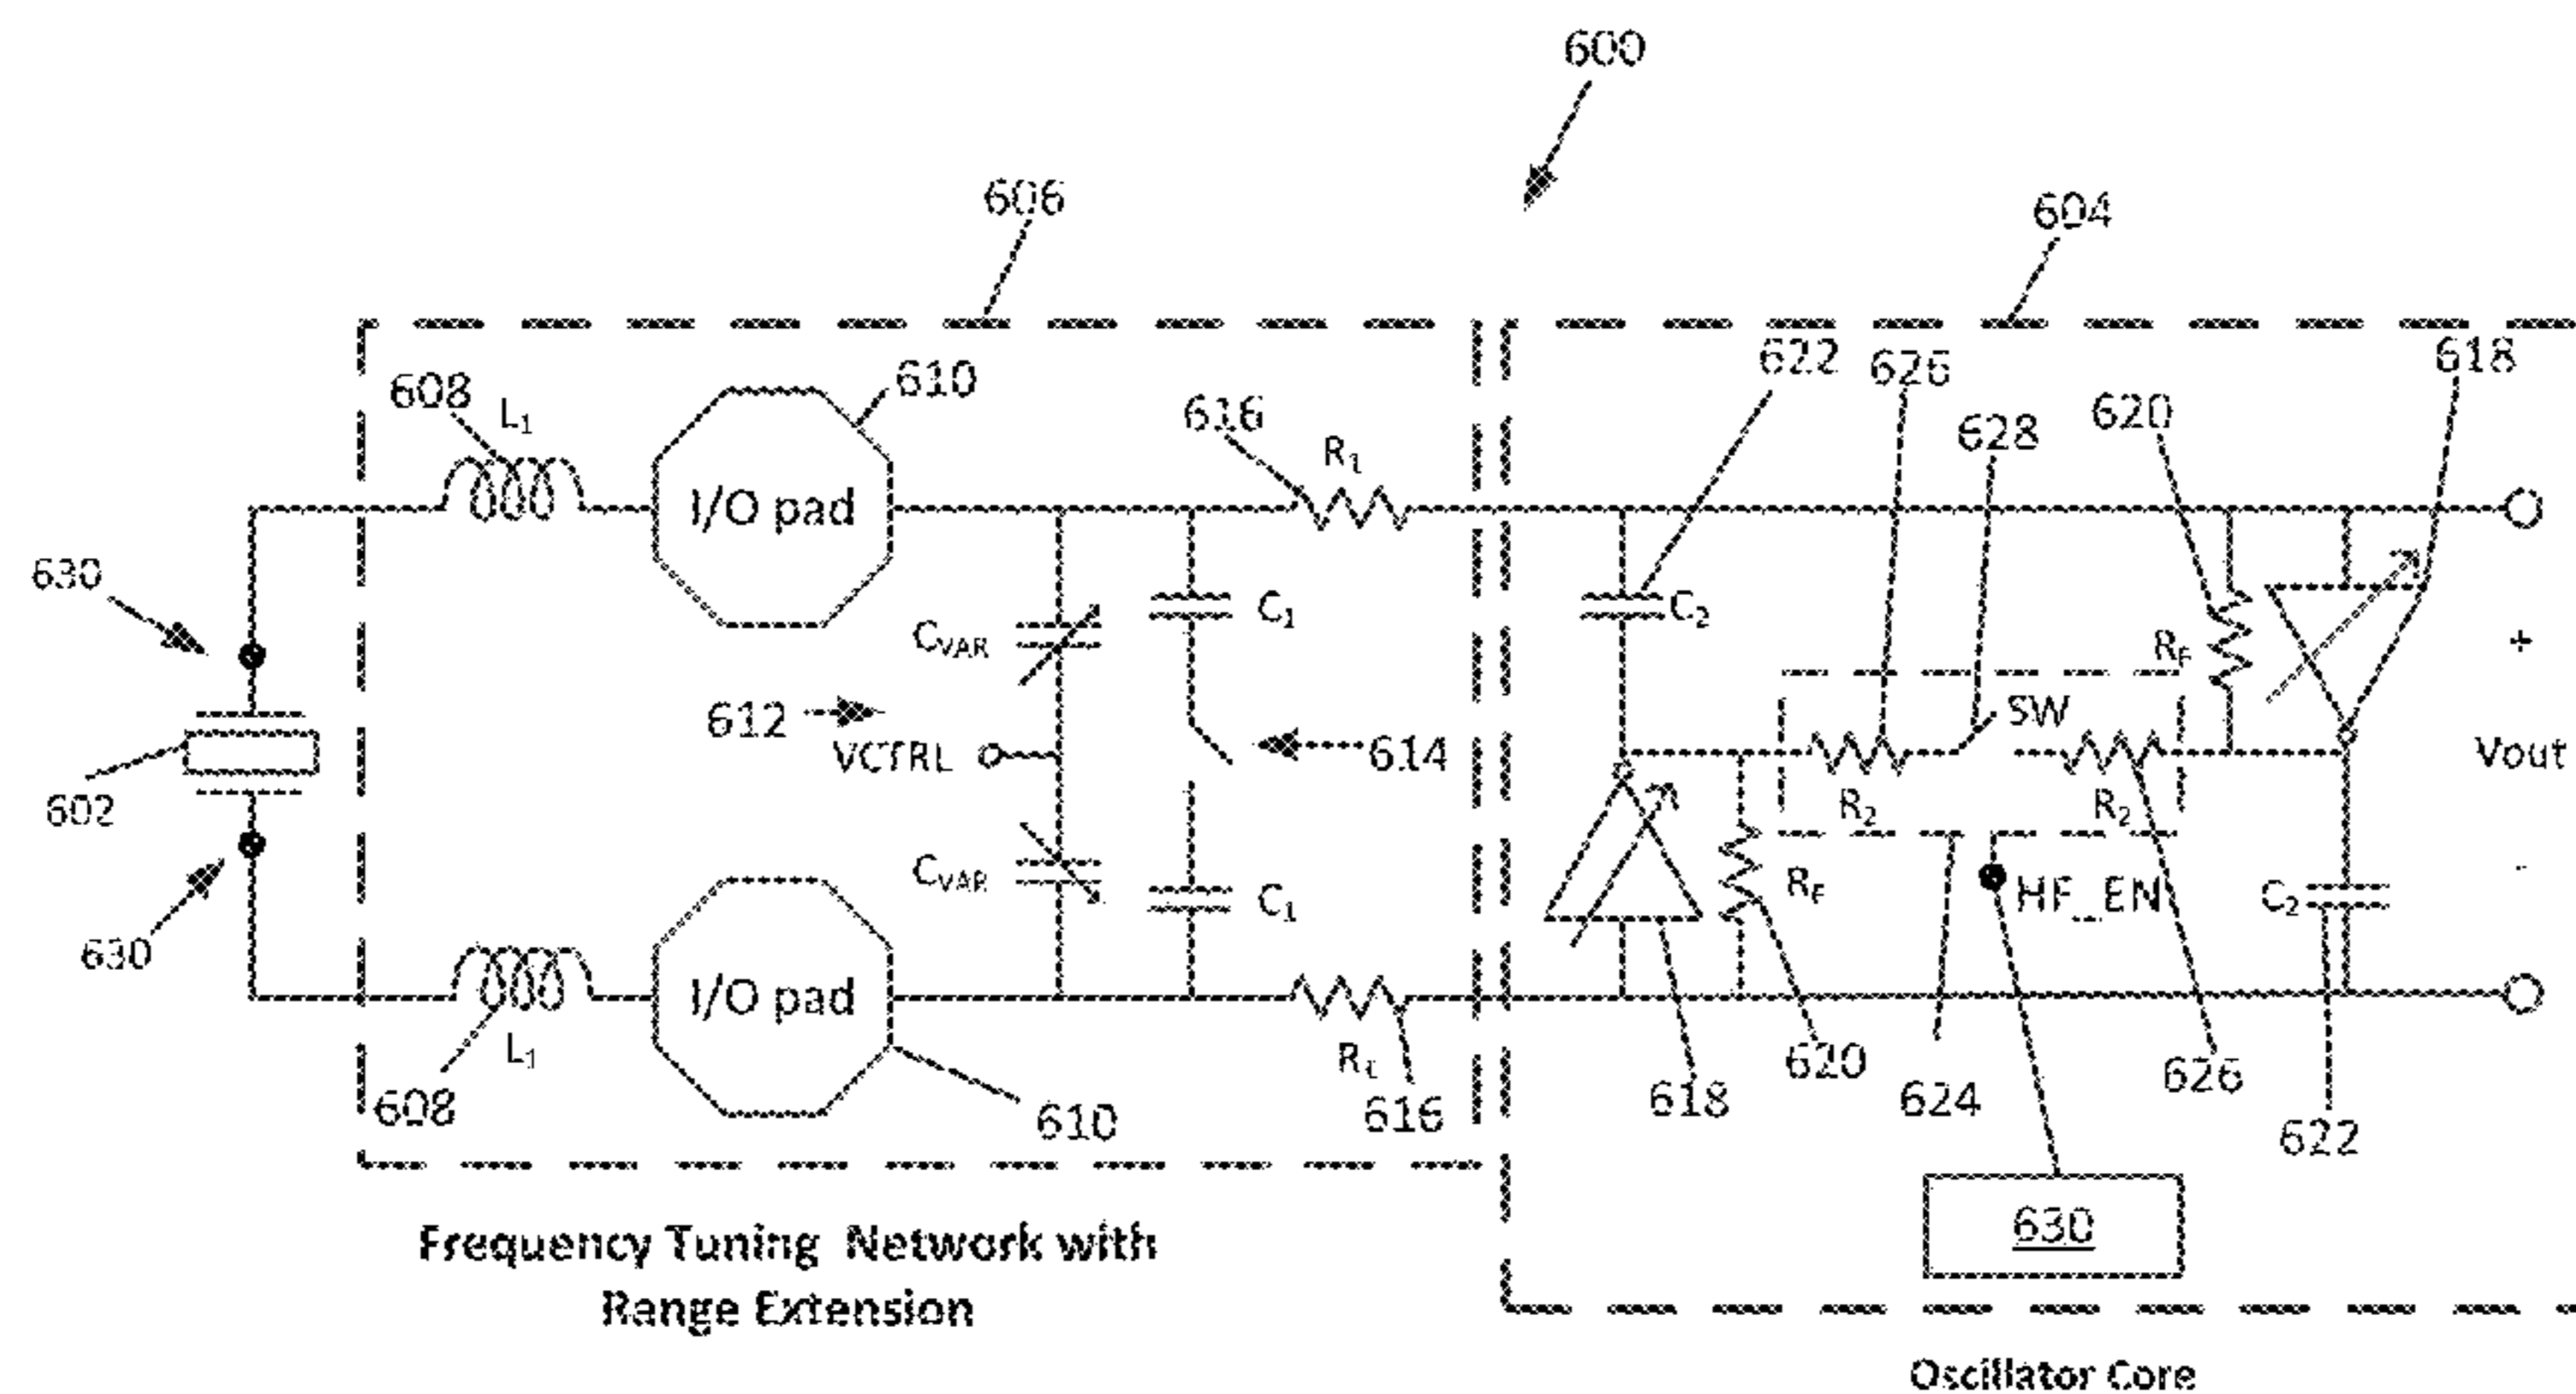 600
606
604
622
626
618
608
L1
610
616
R1
628
620
I/O pad
630
CVAR
C1
C2
RF
+
612
614
SW
VCTRL
Vout
602
R2
R2
CVAR
C1
RF
HF_EN
C2
-
630
I/O pad
L1
608
610
R1
616
618
620
624
626
622
630
Frequency Tuning Network with
Range Extension
Oscillator Core